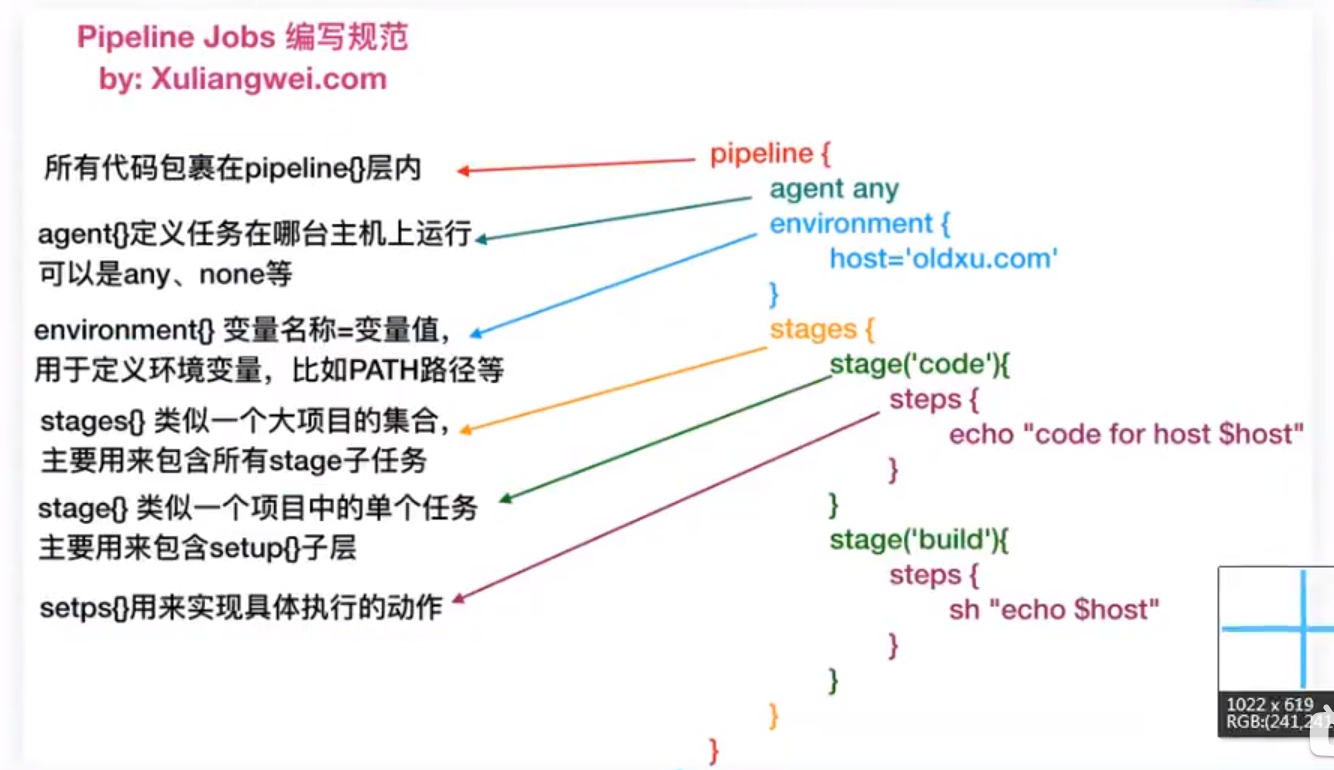 Pipeline Jobs 编写规范
by: Xuliangwei.com
所有代码包裹在pipeline{}层内
agent{}定义任务在哪台主机上运行
可以是any、none等
environment{} 变量名称=变量值，
用于定义环境变量，比如PATH路径等
stages{} 类似一个大项目的集合，
主要用来包含所有stage子任务
stage{} 类似一个项目中的单个任务
主要用来包含setup{}子层
setps{}用来实现具体执行的动作
pipeline {
agent any
environment {
host='oldxu.com'
}
stages {
stage('code'){
steps {
echo "code for host $host"
}
}
stage('build'){
steps {
sh "echo $host"
}
}
}
}
1022 x 619
RGB:(241,241